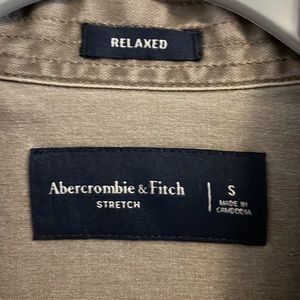 RELAXED
Abercrombie & Fitch
STRETCH
S
MADE IN
CAMBODIA